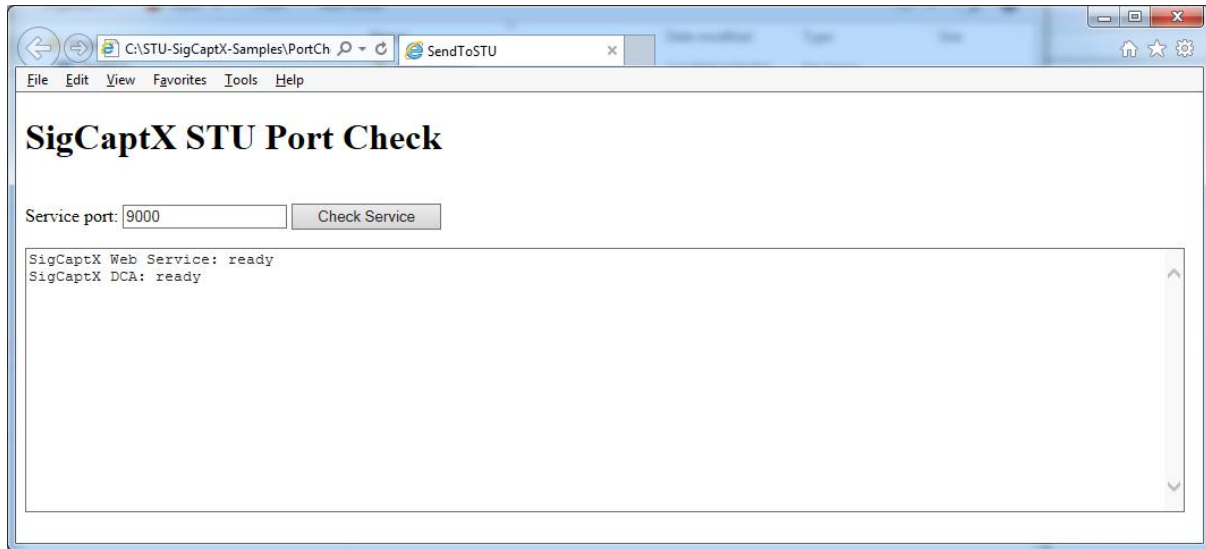 C:\STU-SigCaptX-Samples\PortCh
SendToSTU
File Edit View Favorites Tools Help
SigCaptX STU Port Check
Service port: 9000 Check Service
SigCaptX Web Service: ready
SigCaptX DCA: ready